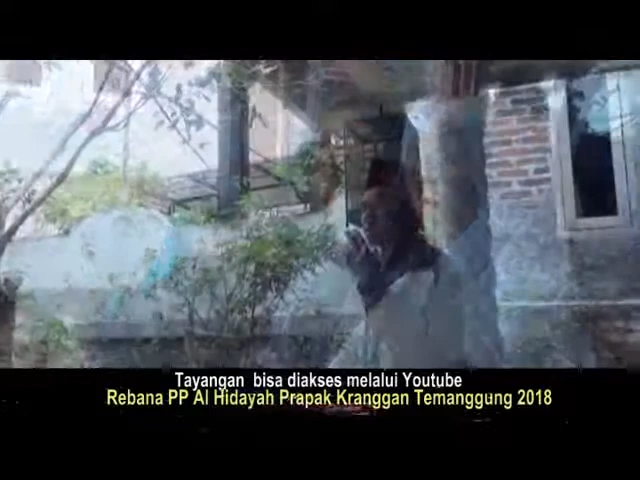 Tayangan bisa diakses melalui Youtube
Rebana PP Al Hidayah Prapak Kranggan Temanggung 2018